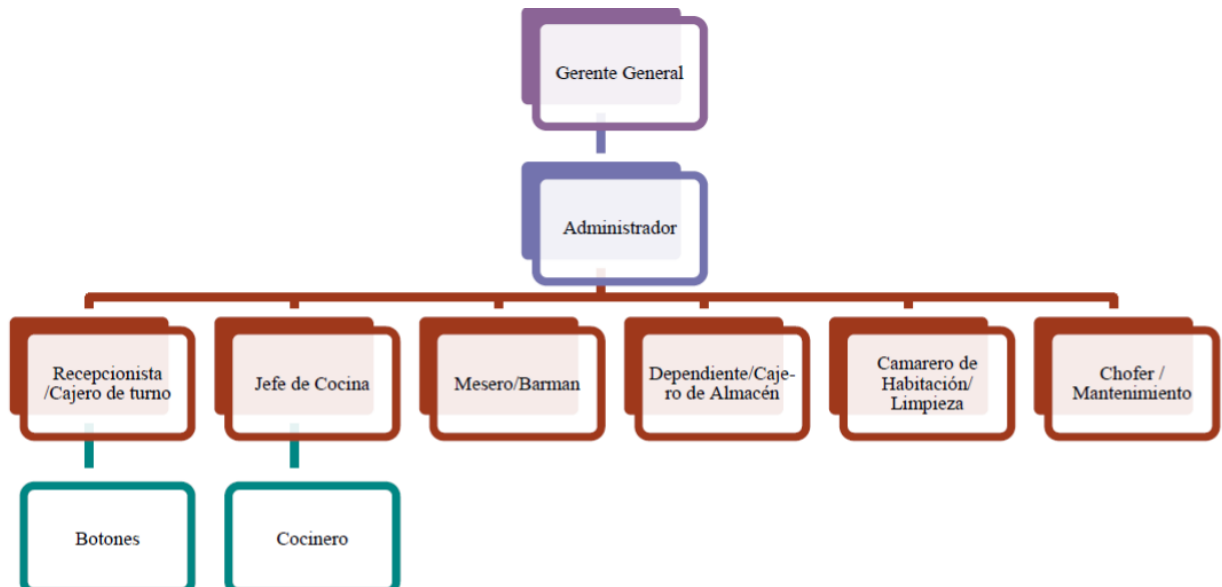 Gerente General
Administrador
Recepcionista
/Cajero de turno
Jefe de Cocina
Mesero/Barman
Dependiente/Caje-
ro de Almacén
Camarero de
Habitación/
Limpieza
Chofer /
Mantenimiento
Botones
Cocinero